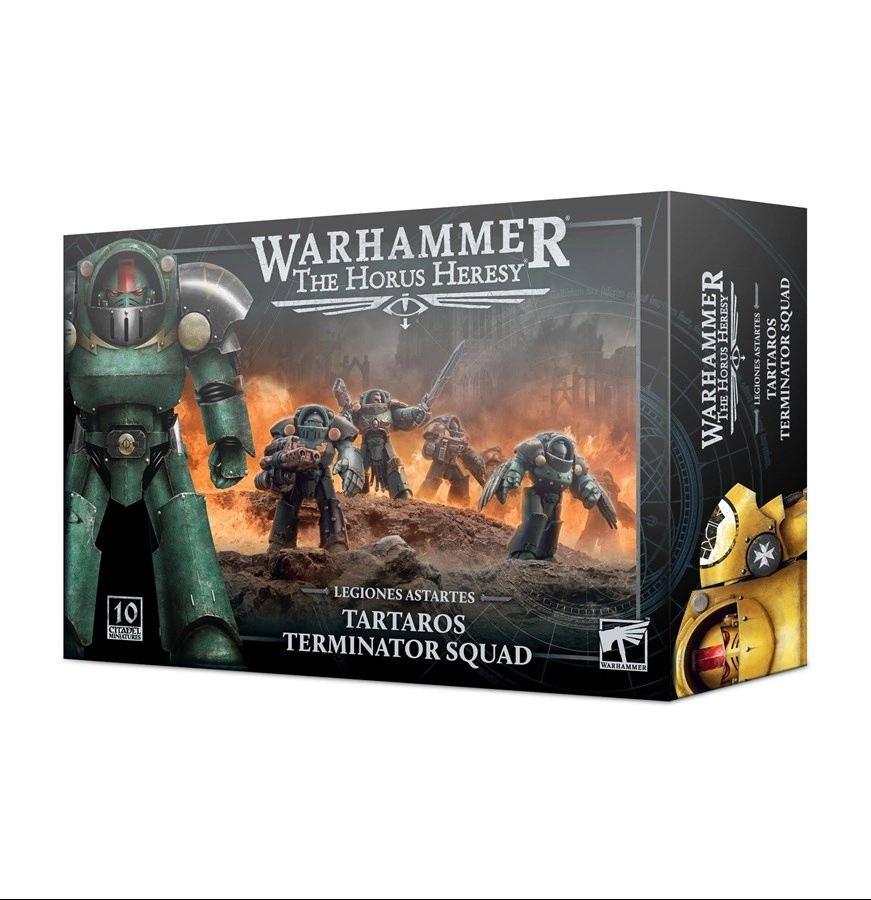 WARHAMMER
THE HORUS HERESY
LEGIONES ASTARTES
TARTAROS
TERMINATOR SQUAD
10
CITADEL
MINIATURES
WARHAMMER
WARHAMMER
THE HORUS HERESY
LEGIONES ASTARTES
TARTAROS
TERMINATOR SQUAD